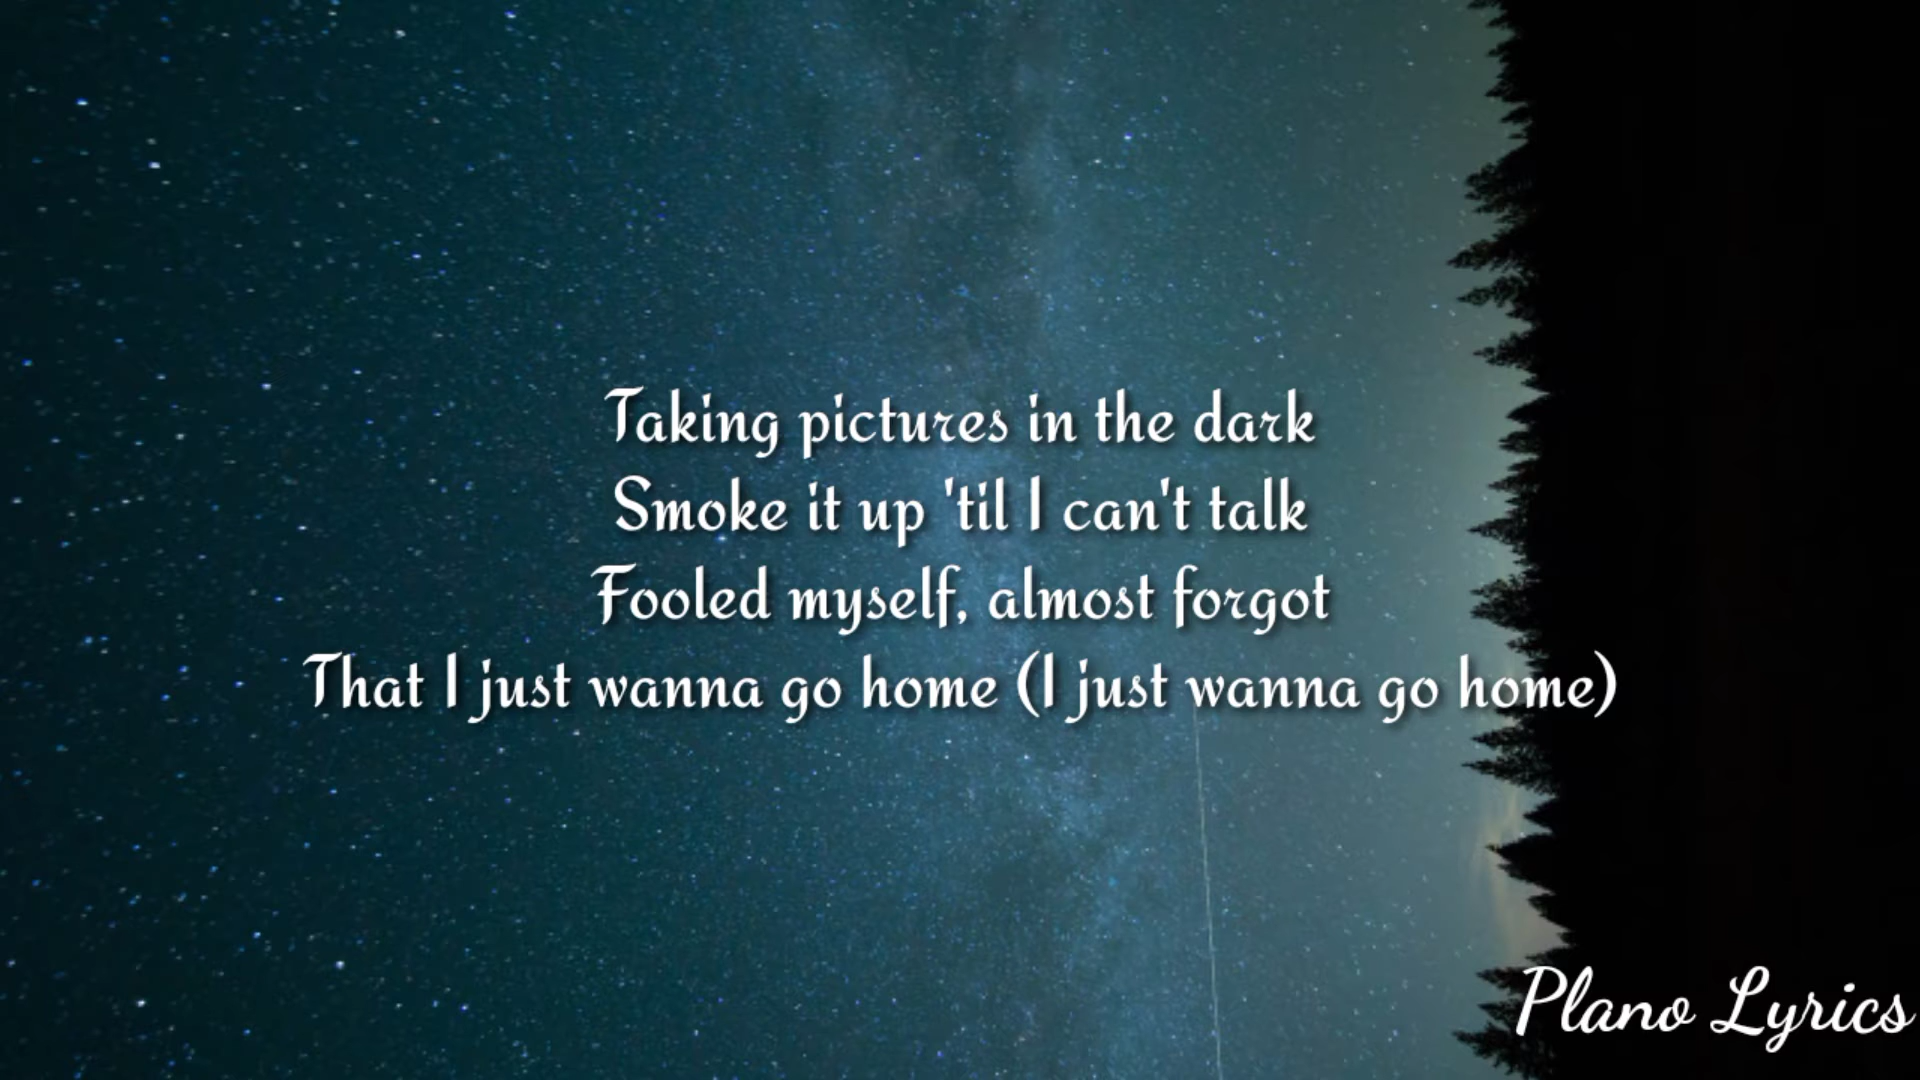 Taking pictures in the dark
Smoke it up 'til I can't talk
Fooled myself, almost forgot
That I just wanna go home (I just wanna go home)
Plano Lyrics